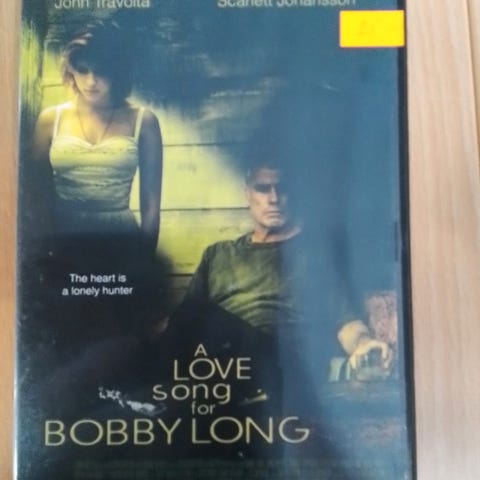 John Travolta Scarlett Johansson
The heart is
a lonely hunter
A
LOVE
song
for
BOBBY LONG